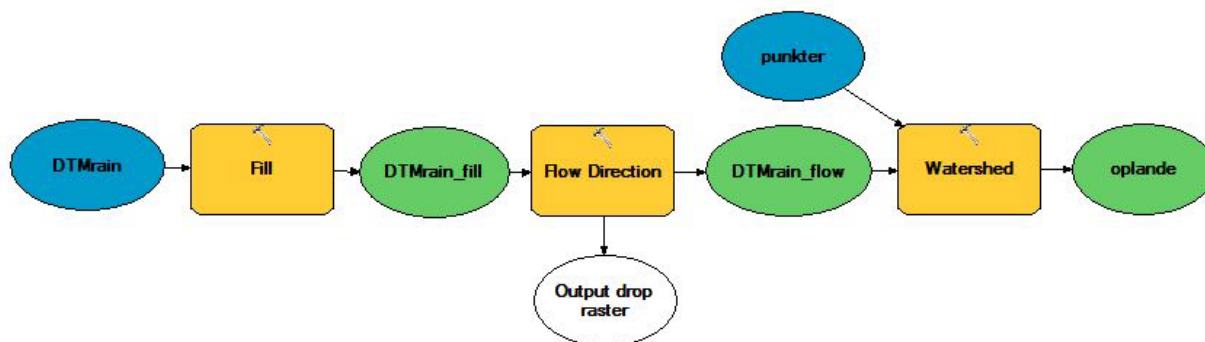 punkter
DTMrain
Fill
DTMrain_fill
Flow Direction
DTMrain_flow
Watershed
oplande
Output drop
raster